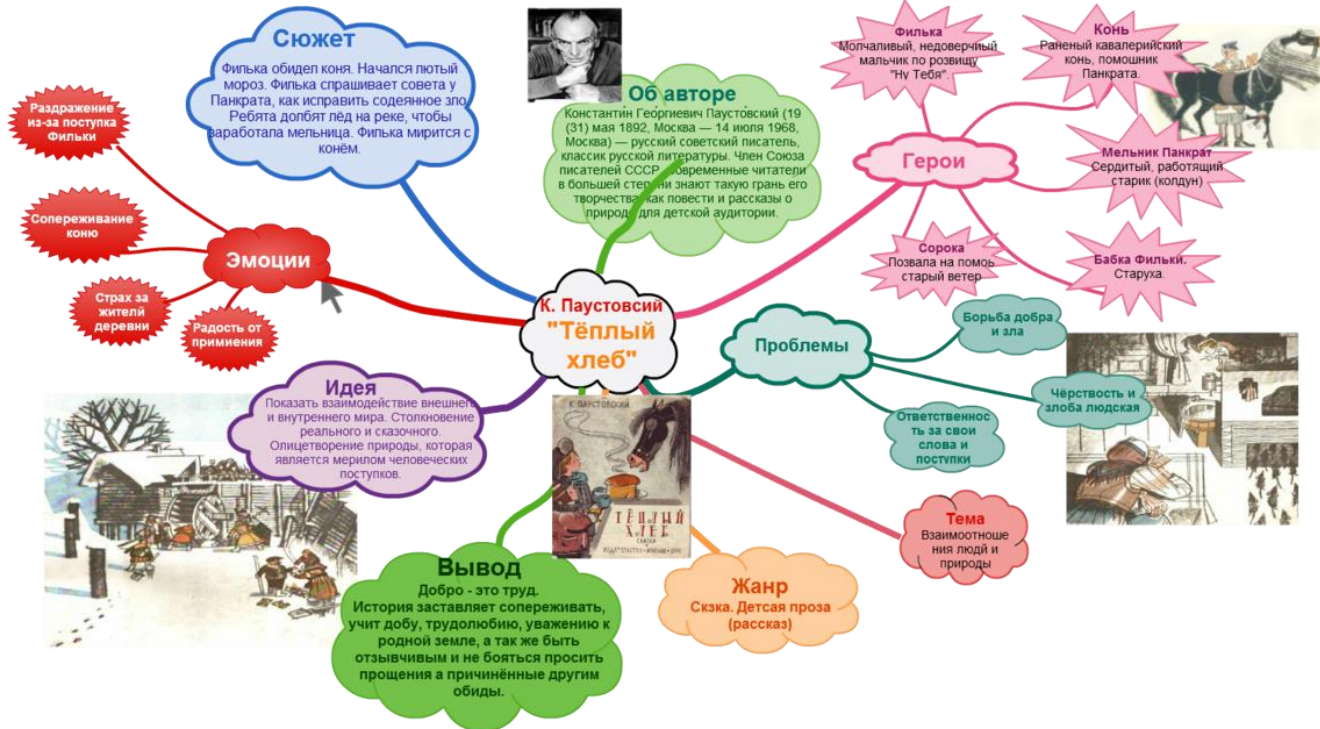 Сюжет
Филька обидел коня. Начался лютый
мороз. Филька спрашивает совета у
Панкрата, как исправить содеянное зло.
Ребята долбят лёд на реке, чтобы
заработала мельница. Филька мирится с
конём.
Об авторе
Константин Георгиевич Паустовский (19
(31) мая 1892, Москва — 14 июля 1968,
Москва) — русский советский писатель,
классик русской литературы. Член Союза
писателей СССР. Современные читатели
в большей степени знают такую грань его
творчества, как повести и рассказы о
природе для детской аудитории.
Филька
Молчаливый, недоверчиый
мальчик по розвищу
"Ну Тебя".
Конь
Раненый кавалерийский
конь, помошник
Панкрата.
Герои
Мельник Панкрат
Сердитый, работящий
старик (колдун)
Сорока
Позвала на помоь
старый ветер
Бабка Фильки.
Старуха.
Раздражение
из-за поступка
Фильки
Сопереживание
коню
Эмоции
Страх за
жителй
деревни
Радость от
примиения
К. Паустовсий
"Тёплый
хлеб"
Проблемы
Борьба добра
и зла
Чёрствость и
злоба людская
Ответственнос
ть за свои
слова и
поступки
Идея
Показать взаимодействие внешнего
и внутреннего мира. Столкновение
реального и сказочного.
Олицетворение природы, которая
является мерилом человеческих
поступков.
К. ПАУСТОВСКИЙ
ТЁПЛЫЙ
ХЛЕБ
Тема
Взаимоотноше
ния людй и
природы
Вывод
Добро - это труд.
История заставляет сопереживать,
учит добу, трудолюбию, уважению к
родной земле, а так же быть
отзывчивым и не бояться просить
прощения а причинённые другим
обиды.
Жанр
Скзка. Детсая проза
(рассказ)